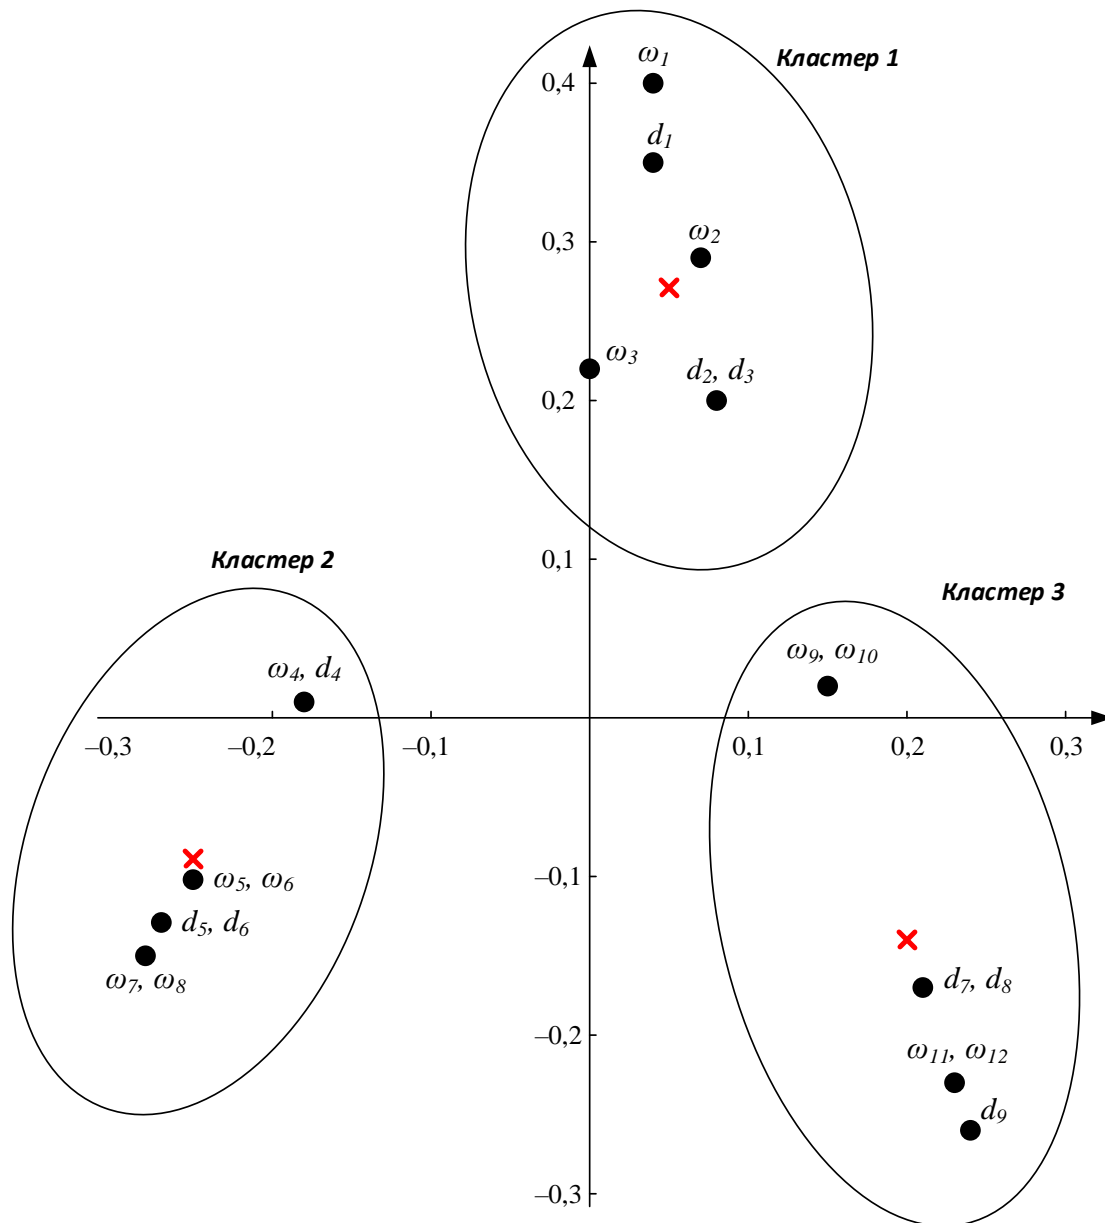 Кластер 1
ω1
0,4
d1
ω2
0,3
ω3
d2, d3
0,2
Кластер 2
0,1
Кластер 3
ω4, d4
ω9, ω10
–0,3
–0,2
–0,1
0,1
0,2
0,3
ω5, ω6
–0,1
d5, d6
ω7, ω8
d7, d8
–0,2
ω11, ω12
d9
–0,3